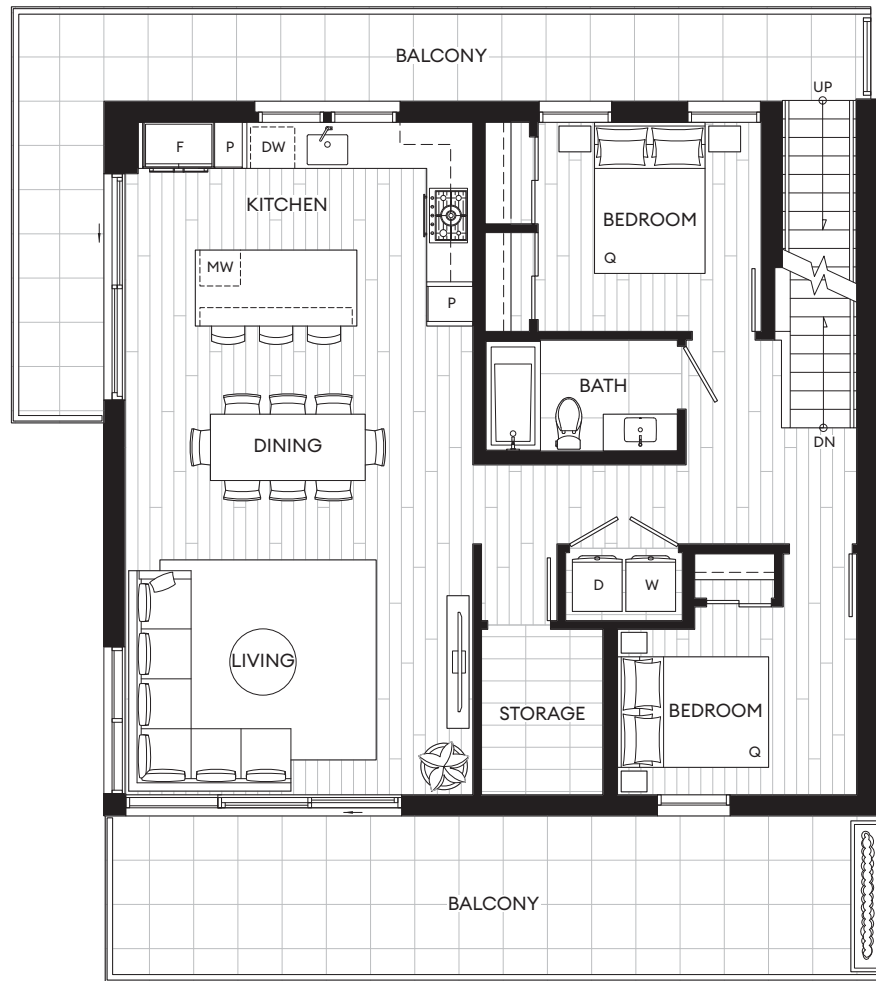 BALCONY
UP
F
P
DW
KITCHEN
BEDROOM
Q
MW
P
BATH
DINING
DN
D
W
LIVING
STORAGE
BEDROOM
Q
BALCONY